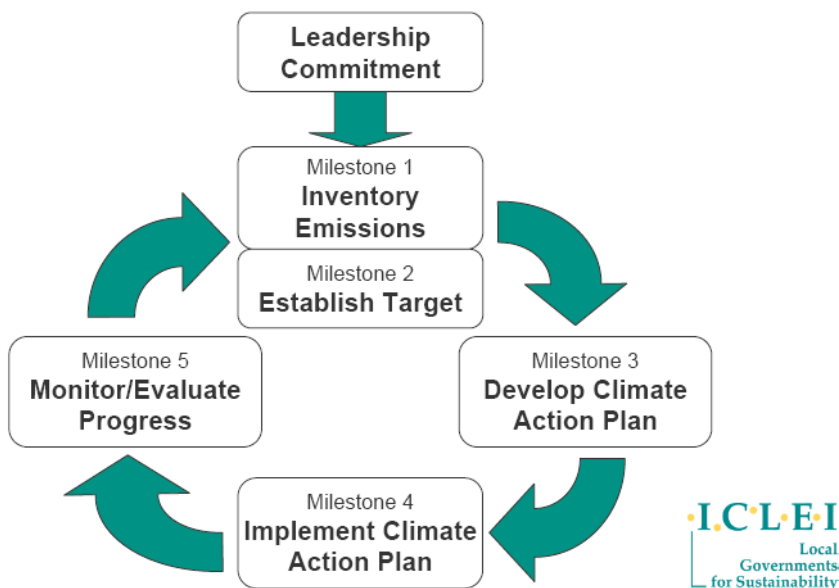 Leadership
Commitment
Milestone 1
Inventory
Emissions
Milestone 2
Establish Target
Milestone 5
Monitor/Evaluate
Progress
Milestone 3
Develop Climate
Action Plan
Milestone 4
Implement Climate
Action Plan
·I·C·L·E·I
Local
Governments
for Sustainability